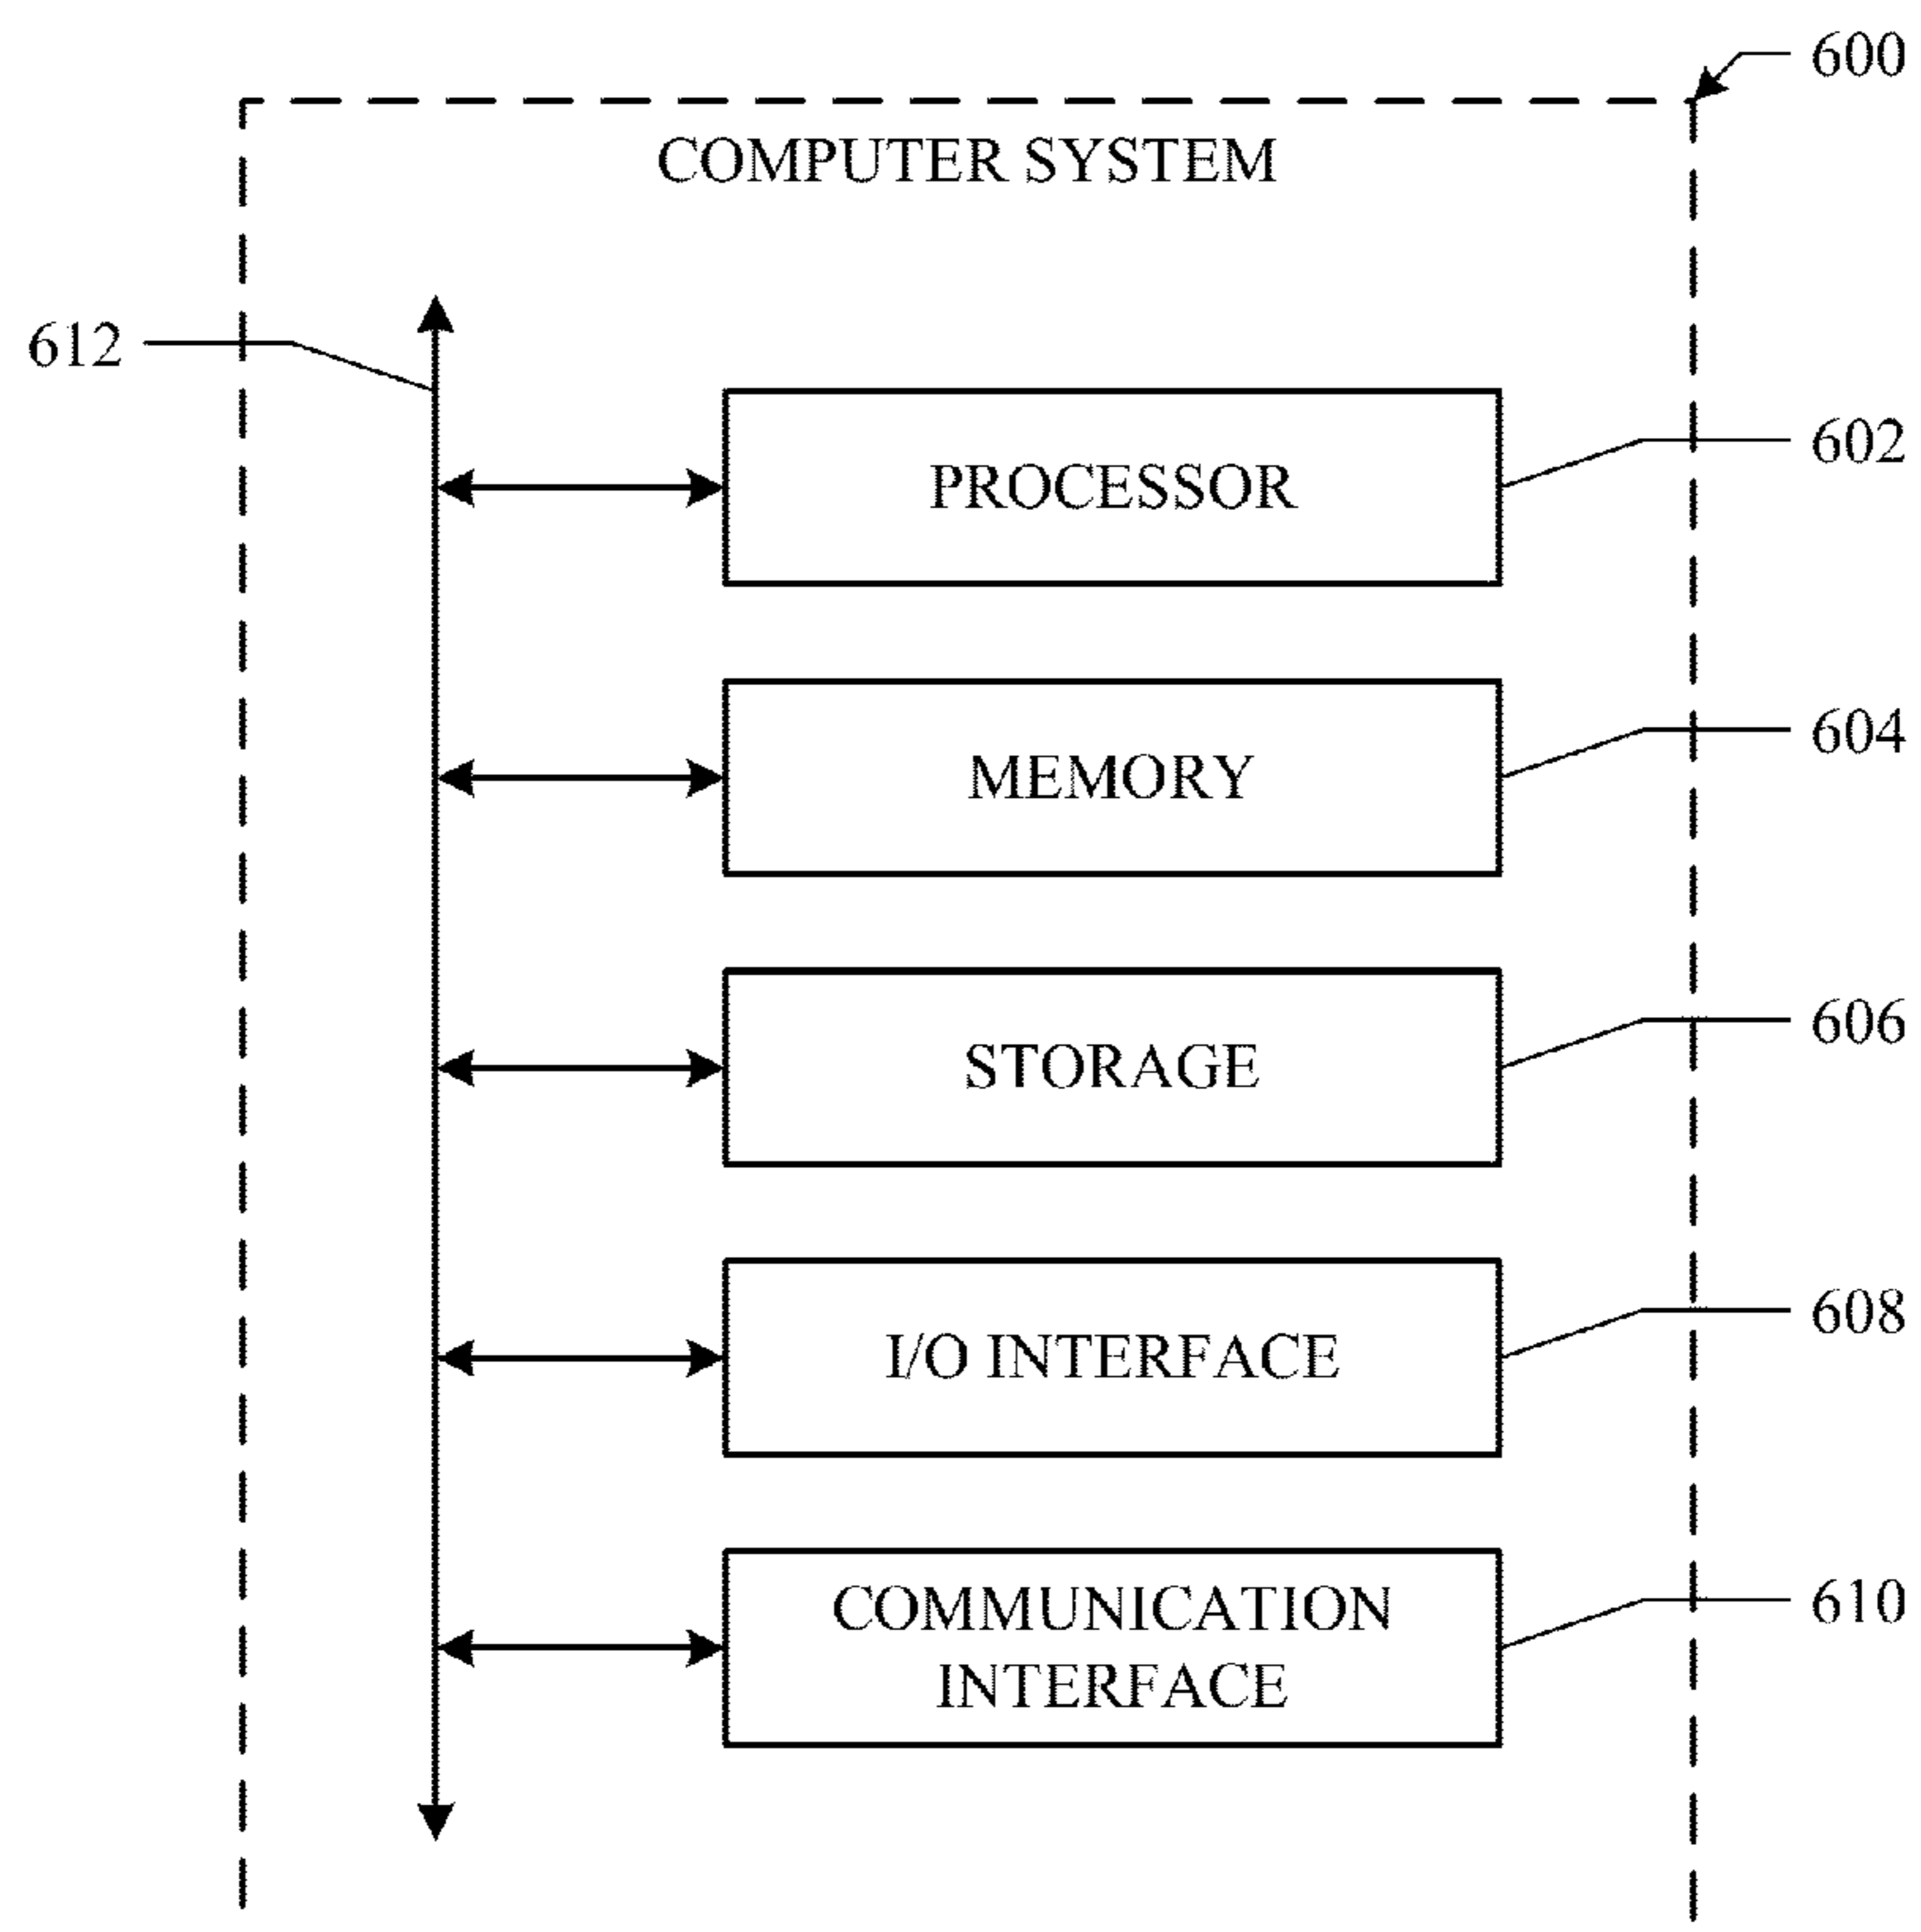 600
COMPUTER SYSTEM
612
602
PROCESSOR
604
MEMORY
606
STORAGE
608
I/O INTERFACE
610
COMMUNICATION
INTERFACE